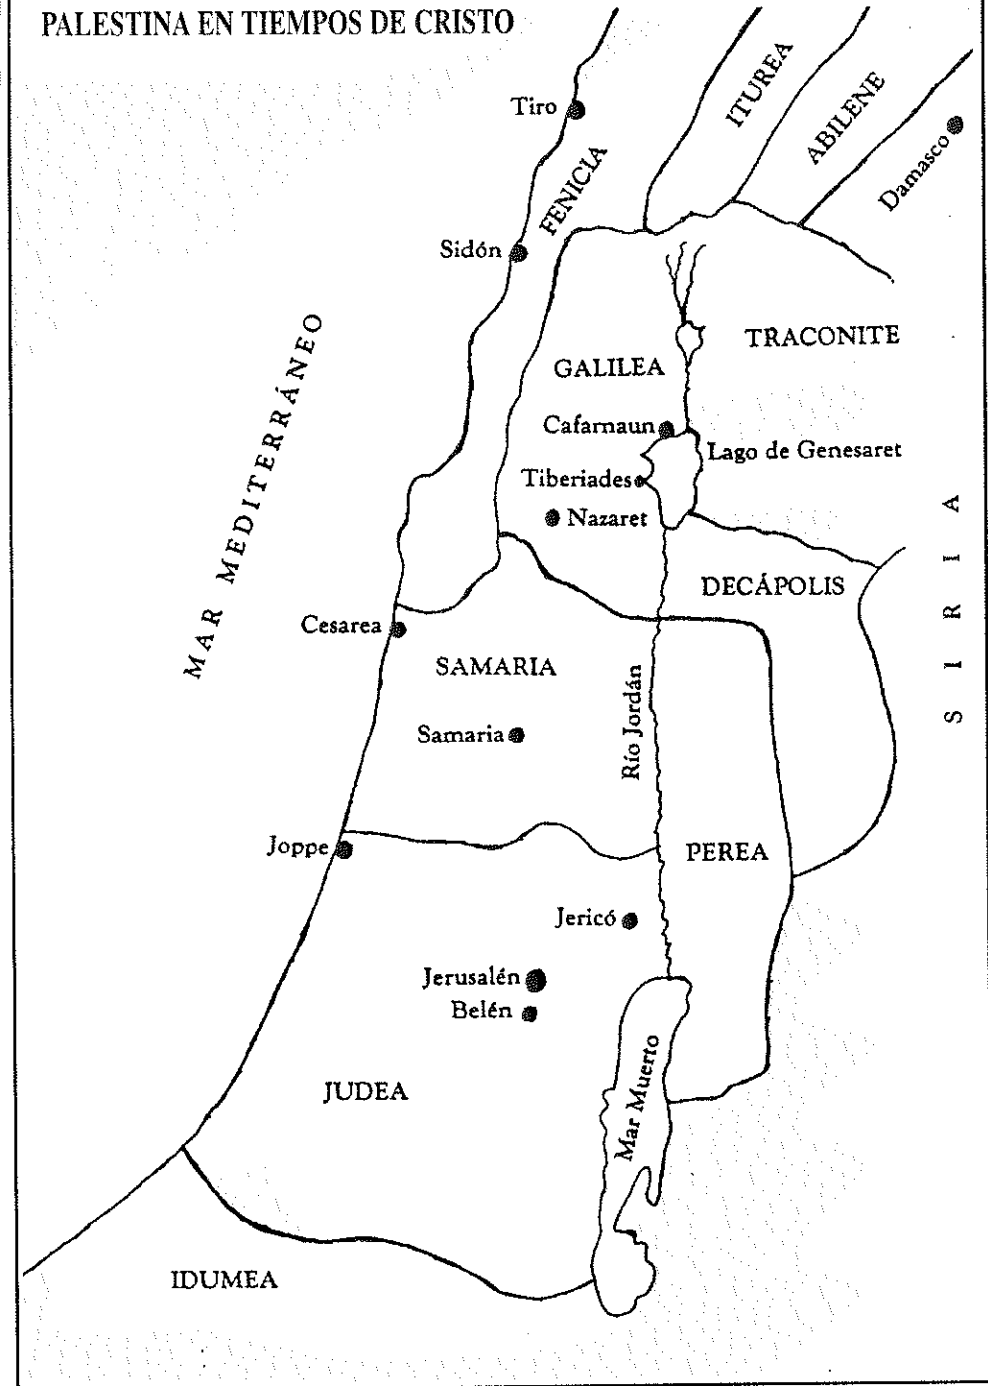 PALESTINA EN TIEMPOS DE CRISTO
Tiro
ITUREA
ABILENE
Damasco
FENICIA
Sidón
MAR MEDITERRÁNEO
TRACONITE
GALILEA
Cafarnaun
Lago de Genesaret
Tiberiades
Nazaret
SIRIA
DECÁPOLIS
Cesarea
SAMARIA
Río Jordán
Samaria
Joppe
PEREA
Jericó
Jerusalén
Belén
Mar Muerto
JUDEA
IDUMEA